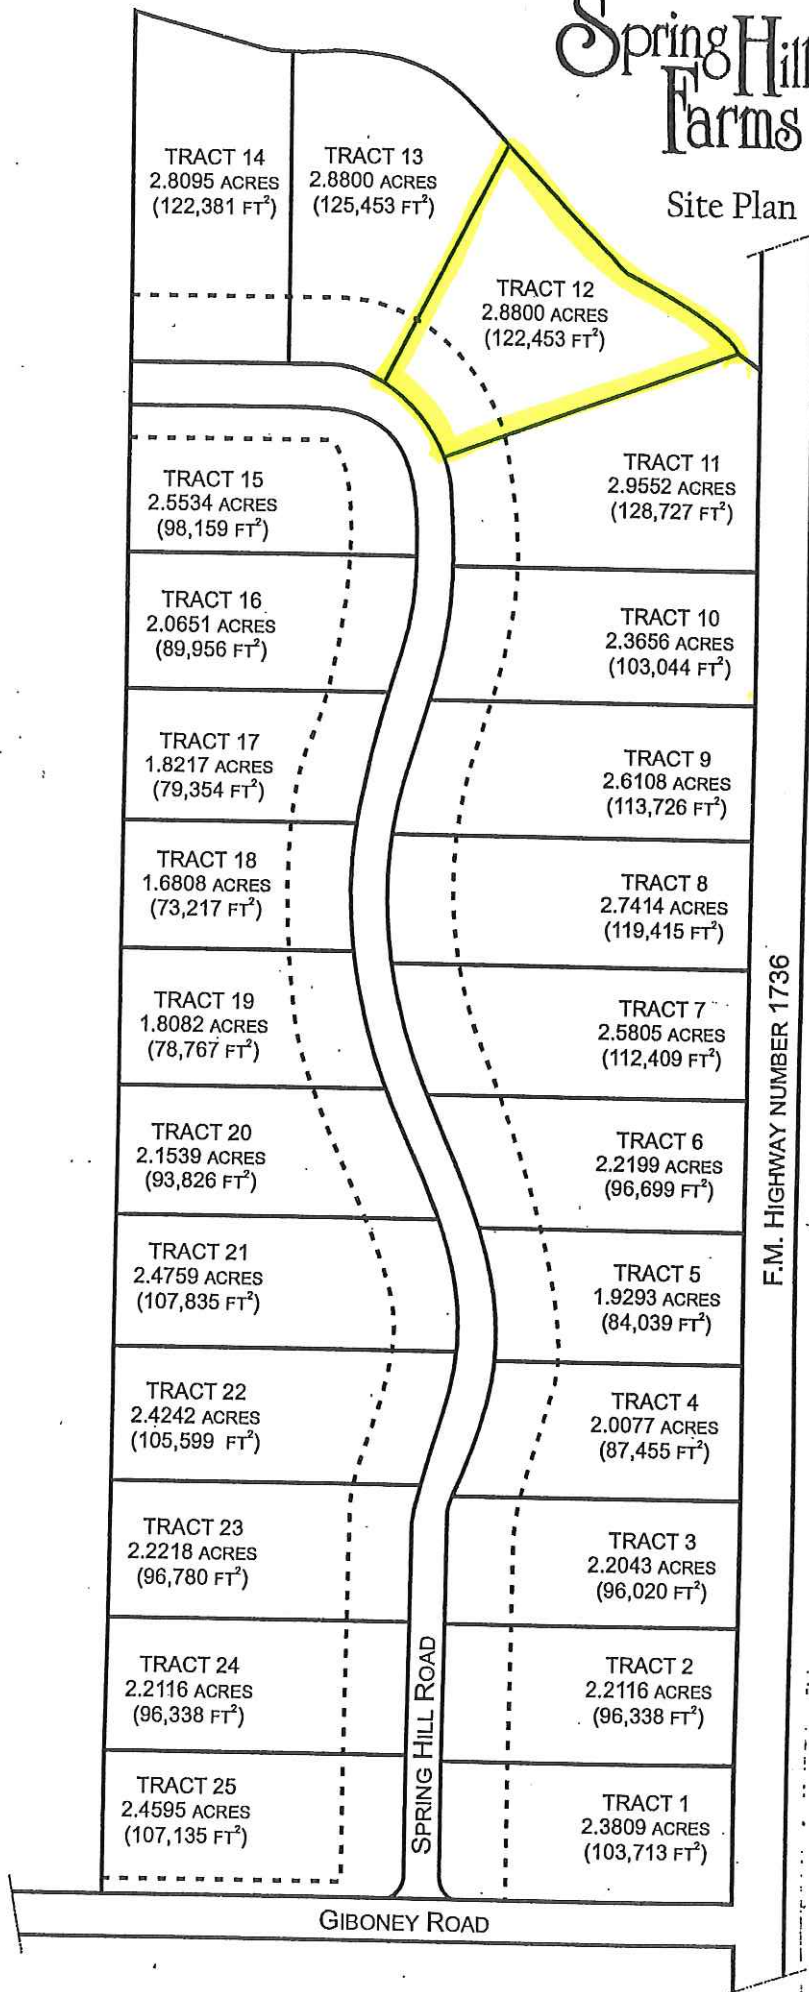 Spring Hill
Farms
Site Plan
TRACT 14
2.8095 ACRES
(122,381 FT²)
TRACT 13
2.8800 ACRES
(125,453 FT²)
TRACT 12
2.8800 ACRES
(122,453 FT²)
TRACT 11
2.9552 ACRES
(128,727 FT²)
TRACT 15
2.5534 ACRES
(98,159 FT²)
TRACT 16
2.0651 ACRES
(89,956 FT²)
TRACT 10
2.3656 ACRES
(103,044 FT²)
TRACT 17
1.8217 ACRES
(79,354 FT²)
TRACT 9
2.6108 ACRES
(113,726 FT²)
TRACT 18
1.6808 ACRES
(73,217 FT²)
TRACT 8
2.7414 ACRES
(119,415 FT²)
TRACT 19
1.8082 ACRES
(78,767 FT²)
TRACT 7
2.5805 ACRES
(112,409 FT²)
TRACT 20
2.1539 ACRES
(93,826 FT²)
TRACT 6
2.2199 ACRES
(96,699 FT²)
TRACT 21
2.4759 ACRES
(107,835 FT²)
TRACT 5
1.9293 ACRES
(84,039 FT²)
TRACT 22
2.4242 ACRES
(105,599 FT²)
TRACT 4
2.0077 ACRES
(87,455 FT²)
TRACT 23
2.2218 ACRES
(96,780 FT²)
TRACT 3
2.2043 ACRES
(96,020 FT²)
TRACT 24
2.2116 ACRES
(96,338 FT²)
TRACT 2
2.2116 ACRES
(96,338 FT²)
TRACT 25
2.4595 ACRES
(107,135 FT²)
TRACT 1
2.3809 ACRES
(103,713 FT²)
SPRING HILL ROAD
F.M. HIGHWAY NUMBER 1736
GIBONEY ROAD